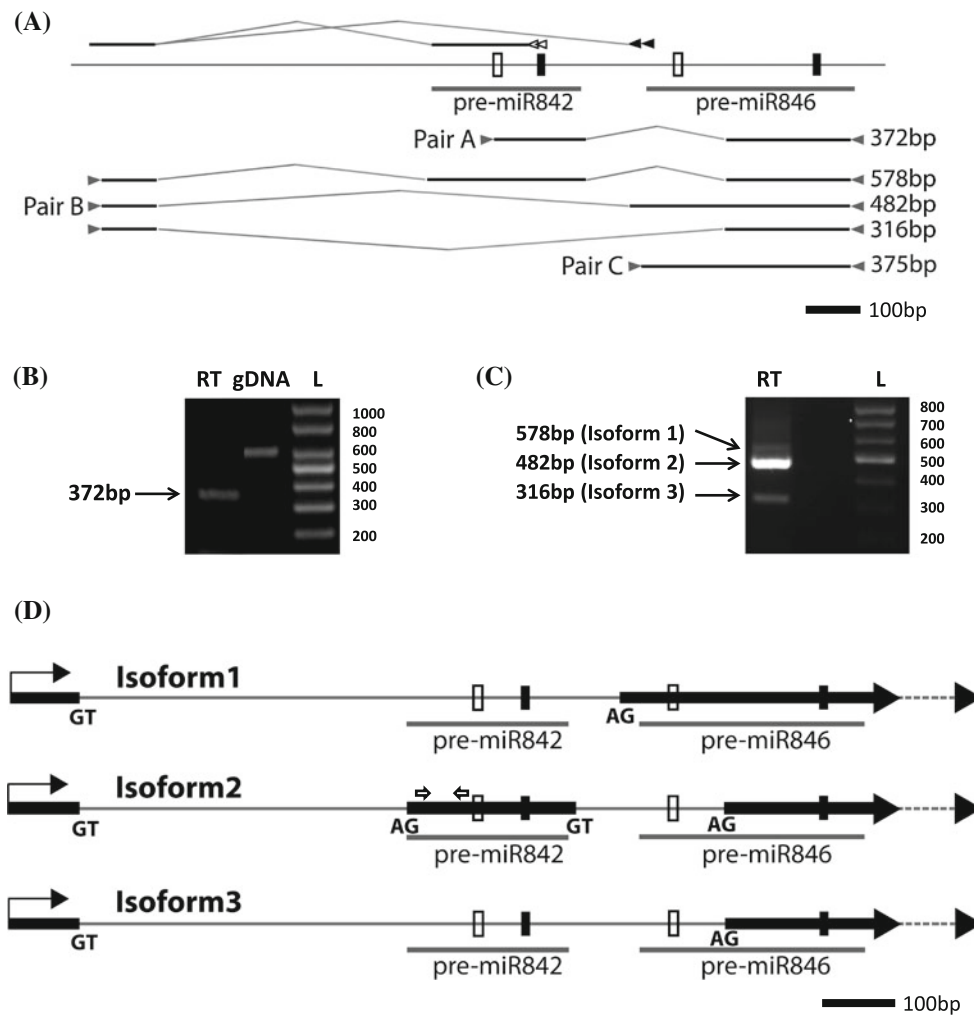 (A)
pre-miR842
pre-miR846
Pair A
372bp
578bp
Pair B
482bp
316bp
Pair C
375bp
100bp
(B)
RT gDNA L
1000
800
600
500
372bp
400
300
200
(C)
RT L
800
700
578bp (Isoform 1)
600
482bp (Isoform 2)
500
400
316bp (Isoform 3)
300
200
(D)
Isoform1
GT
AG
pre-miR842
pre-miR846
Isoform2
GT
AG
GT
AG
pre-miR842
pre-miR846
Isoform3
GT
AG
pre-miR842
pre-miR846
100bp